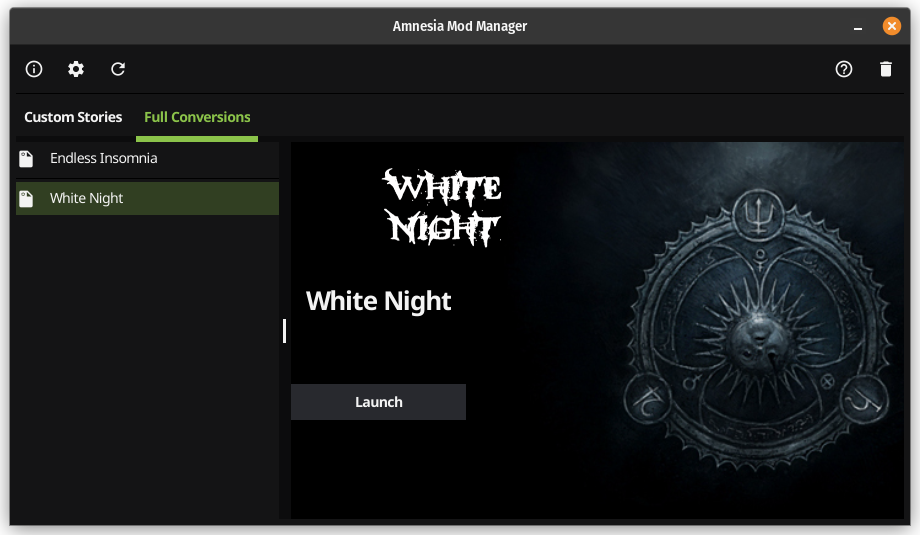 Amnesia Mod Manager
Custom Stories
Full Conversions
Endless Insomnia
White Night
WHITE
NIGHT
White Night
Launch